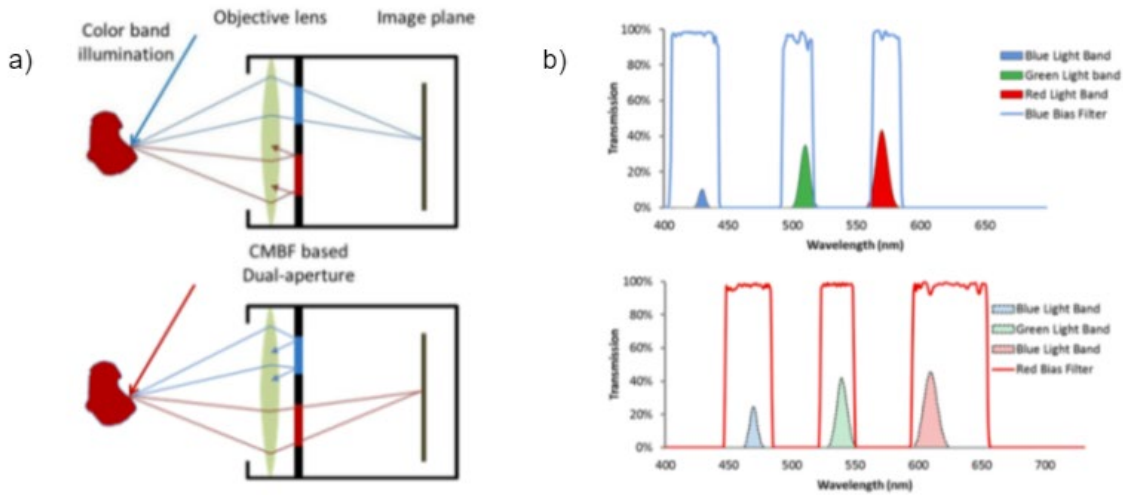 a)
Color band
illumination
Objective lens
Image plane
CMBF based
Dual-aperture
b)
Transmission
100%
80%
60%
40%
20%
0%
400 450 500 550 600 650
Wavelength (nm)
Blue Light Band
Green Light band
Red Light Band
Blue Bias Filter
Transmission
100%
80%
60%
40%
20%
0%
400 450 500 550 600 650 700
Wavelength (nm)
Blue Light Band
Green Light Band
Blue Light Band
Red Bias Filter